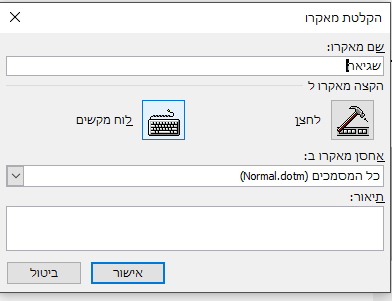 הקלטת מאקרו
שם מאקרו:
שגיאה
הקצה מאקרו ל
לחצן
לוח מקשים
אחסן מאקרו ב:
כל המסמכים (Normal.dotm)
תיאור:
אישור
ביטול